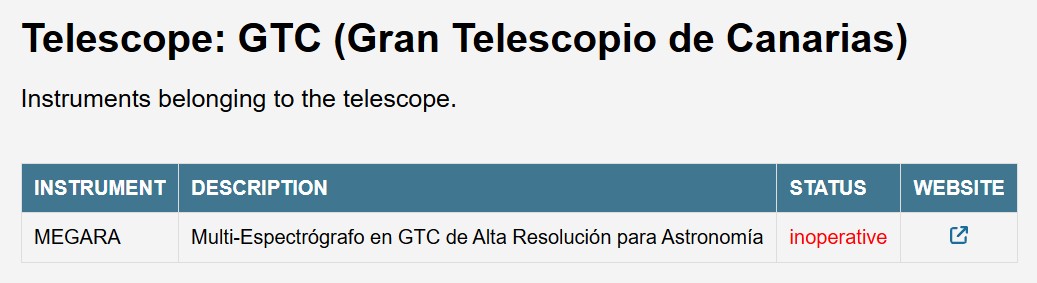 Telescope: GTC (Gran Telescopio de Canarias)
Instruments belonging to the telescope.
INSTRUMENT DESCRIPTION STATUS WEBSITE
MEGARA Multi-Espectrógrafo en GTC de Alta Resolución para Astronomía inoperative